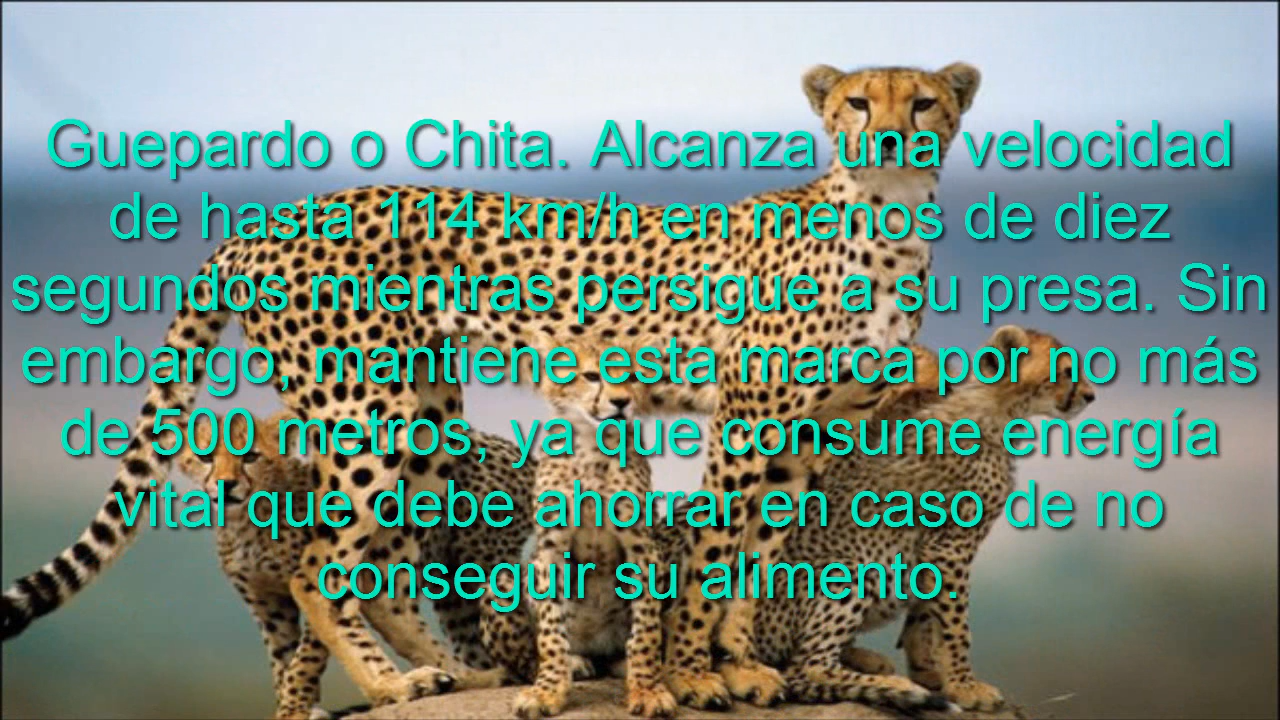 Guepardo o Chita. Alcanza una velocidad
de hasta 114 km/h en menos de diez
segundos mientras persigue a su presa. Sin
embargo, mantiene esta marca por no más
de 500 metros, ya que consume energía
vital que debe ahorrar en caso de no
conseguir su alimento.